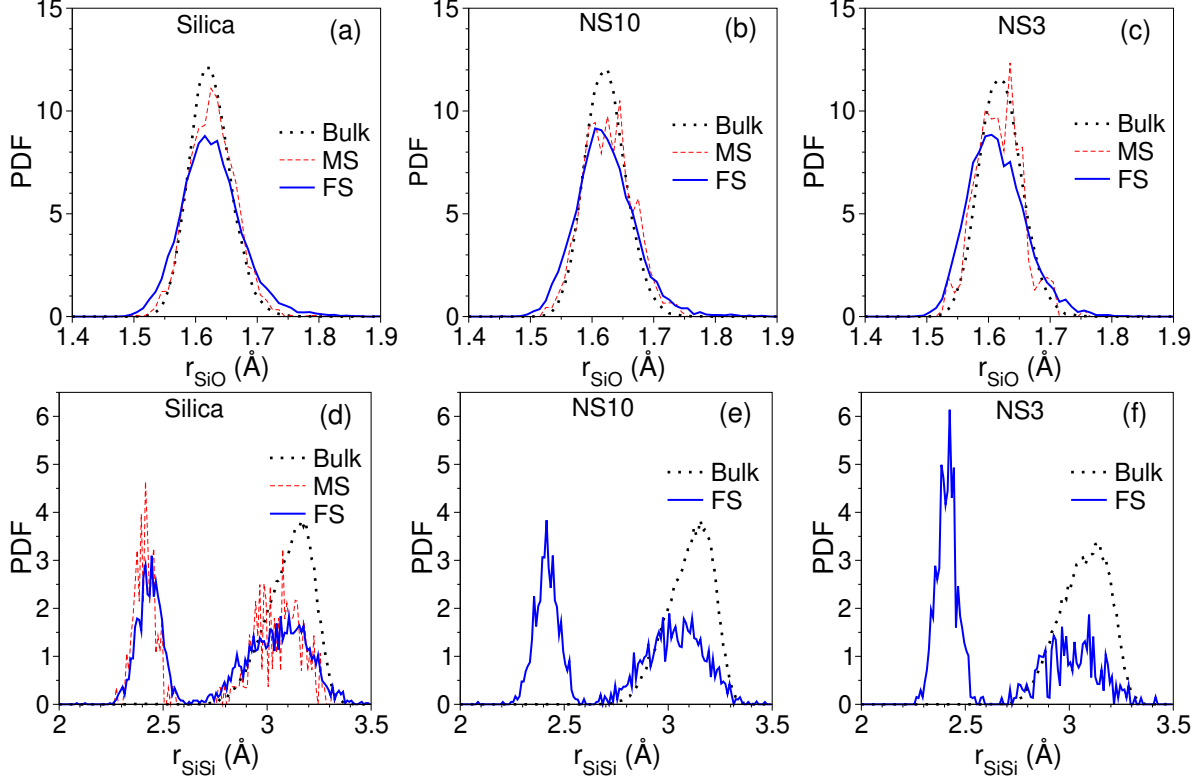 Silica (a)
15
10
5
0
PDF
Bulk
MS
FS
1.4 1.5 1.6 1.7 1.8 1.9
r_SiO (Å)
NS10 (b)
15
10
5
0
PDF
Bulk
MS
FS
1.4 1.5 1.6 1.7 1.8 1.9
r_SiO (Å)
NS3 (c)
15
10
5
0
PDF
Bulk
MS
FS
1.4 1.5 1.6 1.7 1.8 1.9
r_SiO (Å)
Silica (d)
6
5
4
3
2
1
0
PDF
Bulk
MS
FS
2 2.5 3 3.5
r_SiSi (Å)
NS10 (e)
6
5
4
3
2
1
0
PDF
Bulk
FS
2 2.5 3 3.5
r_SiSi (Å)
NS3 (f)
6
5
4
3
2
1
0
PDF
Bulk
FS
2 2.5 3 3.5
r_SiSi (Å)